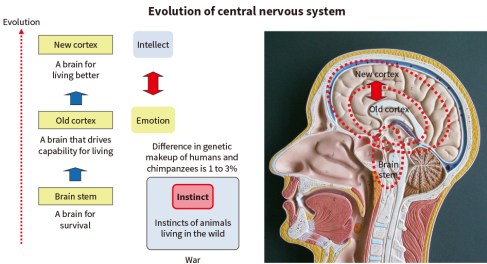 Evolution of central nervous system
Evolution
New cortex
A brain for
living better
Old cortex
A brain that drives
capability for living
Brain stem
A brain for
survival
Intellect
Emotion
Difference in genetic
makeup of humans and
chimpanzees is 1 to 3%
Instinct
Instincts of animals
living in the wild
War
New cortex
Old cortex
Brain
stem